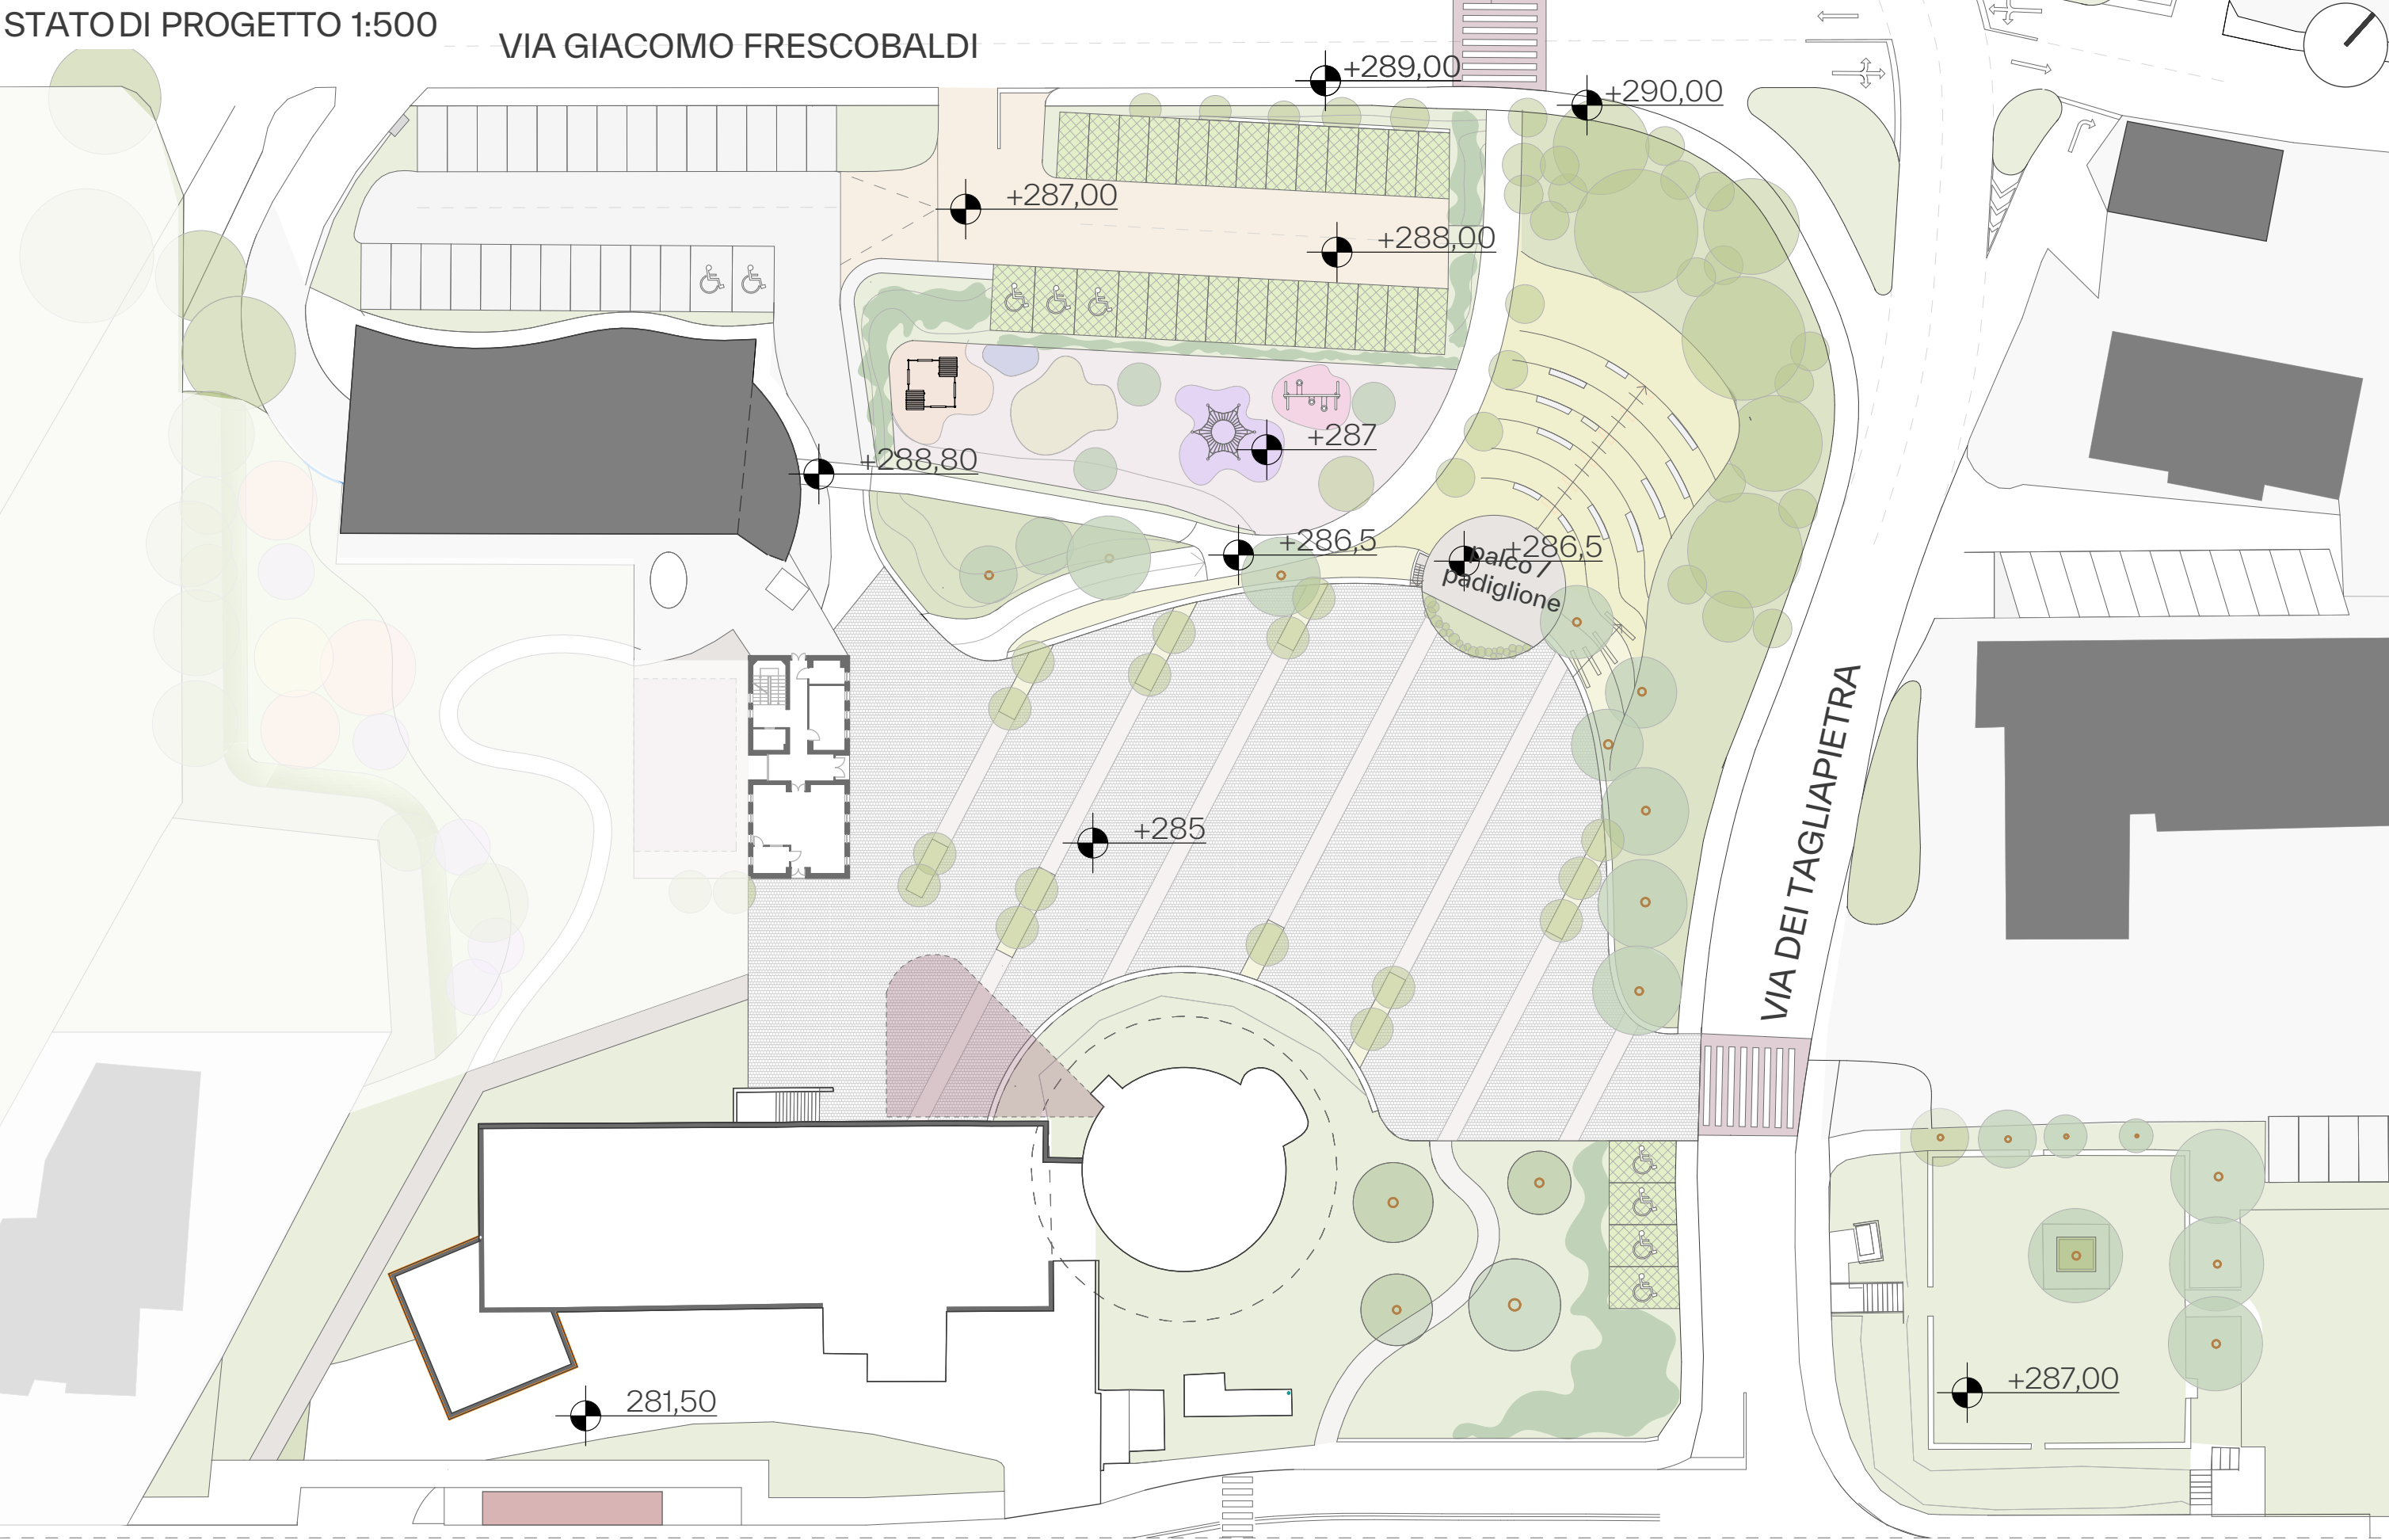 STATO DI PROGETTO 1:500
VIA GIACOMO FRESCOBALDI
+289,00
+290,00
+287,00
+288,00
+287
+288,80
+286,5
+286,5
palco /
padiglione
+285
VIA DEI TAGLIAPIETRA
+287,00
281,50